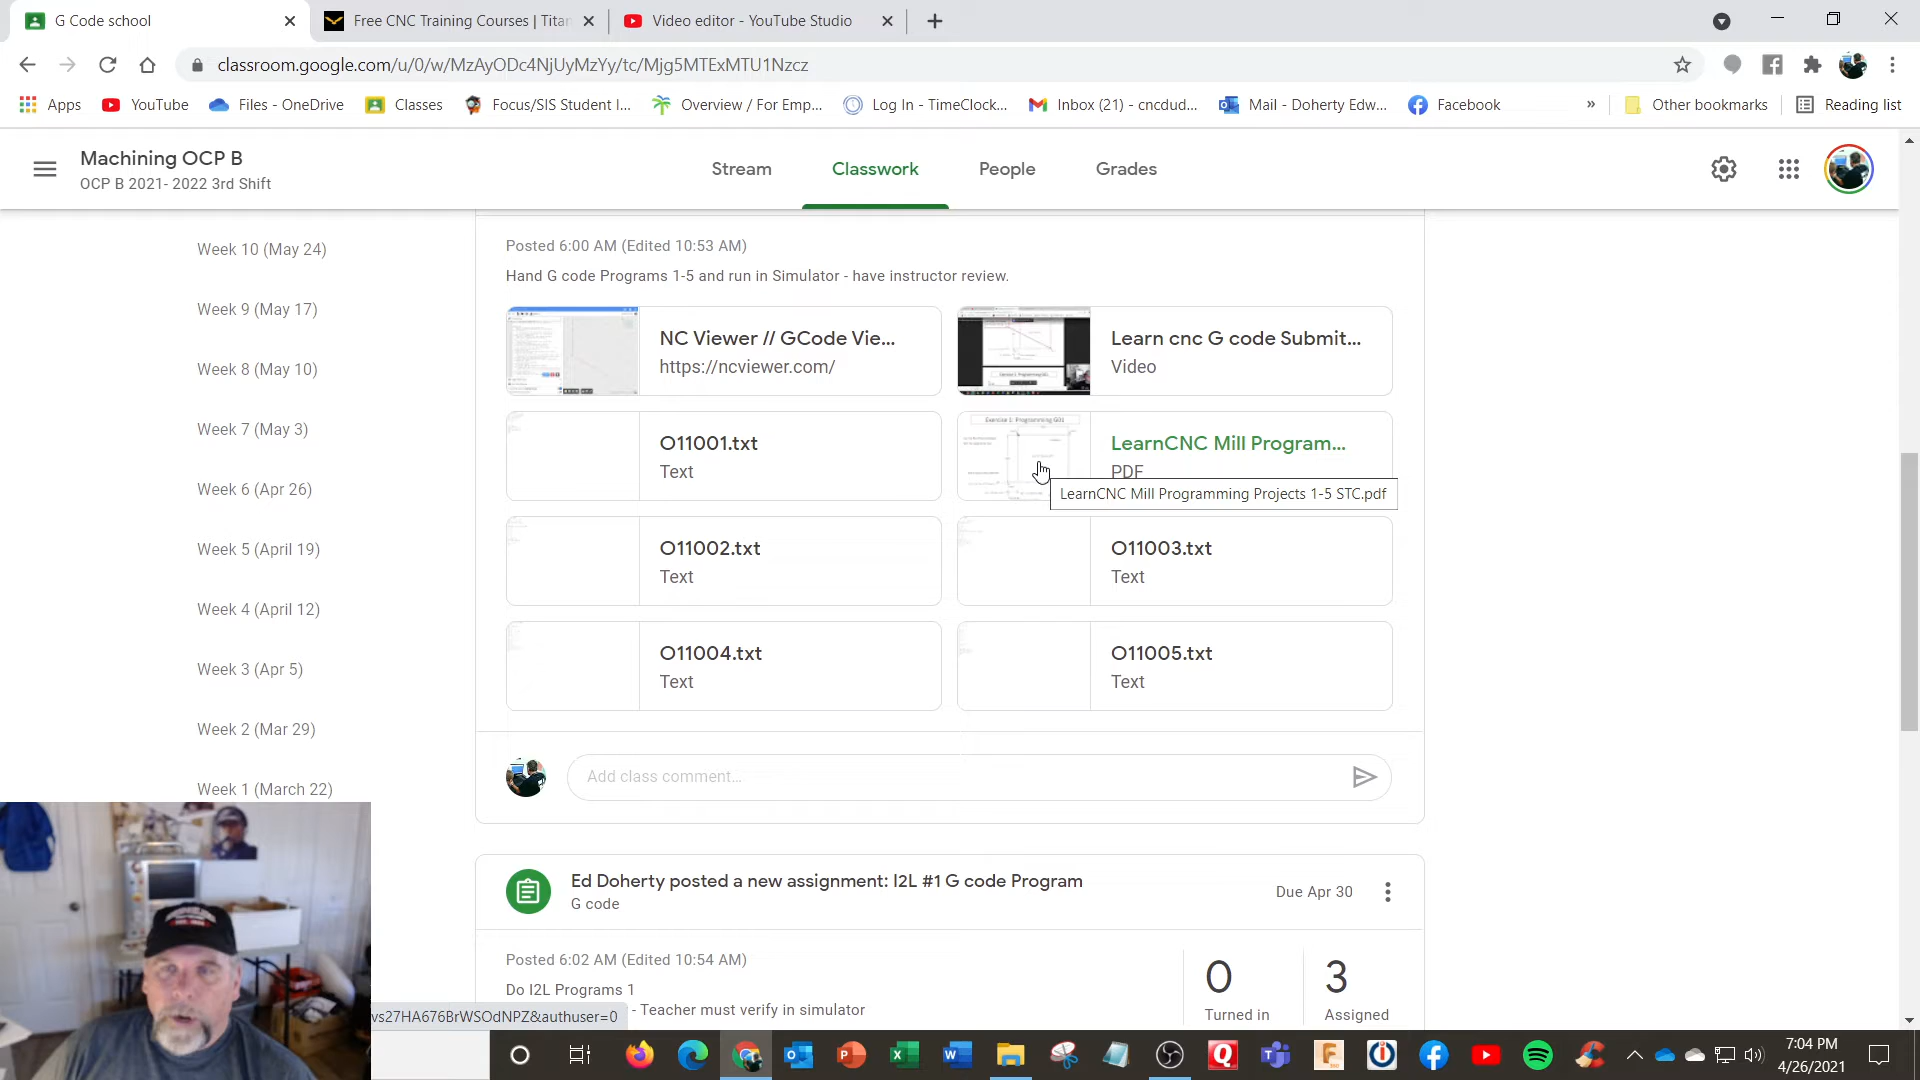 G Code school
Free CNC Training Courses | Titan
Video editor - YouTube Studio
classroom.google.com/u/0/w/MzAyODc4NjUyMzYy/tc/Mjg5MTExMTU1Nzcz
Apps
YouTube
Files - OneDrive
Classes
Focus/SIS Student I...
Overview / For Emp...
Log In - TimeClock...
Inbox (21) - cncdud...
Mail - Doherty Edw...
Facebook
»
Other bookmarks
Reading list
Machining OCP B
OCP B 2021- 2022 3rd Shift
Stream
Classwork
People
Grades
Week 10 (May 24)
Week 9 (May 17)
Week 8 (May 10)
Week 7 (May 3)
Week 6 (Apr 26)
Week 5 (April 19)
Week 4 (April 12)
Week 3 (Apr 5)
Week 2 (Mar 29)
Week 1 (March 22)
Posted 6:00 AM (Edited 10:53 AM)
Hand G code Programs 1-5 and run in Simulator - have instructor review.
NC Viewer // GCode Vie...
https://ncviewer.com/
Learn cnc G code Submit...
Video
O11001.txt
Text
Exercise 1: Programming G01
LearnCNC Mill Program...
PDF
LearnCNC Mill Programming Projects 1-5 STC.pdf
O11002.txt
Text
O11003.txt
Text
O11004.txt
Text
O11005.txt
Text
Add class comment...
Ed Doherty posted a new assignment: I2L #1 G code Program
G code
Due Apr 30
Posted 6:02 AM (Edited 10:54 AM)
Do I2L Programs 1
- Teacher must verify in simulator
0
Turned in
3
Assigned
vs27HA676BrWSOdNPZ&authuser=0
7:04 PM
4/26/2021